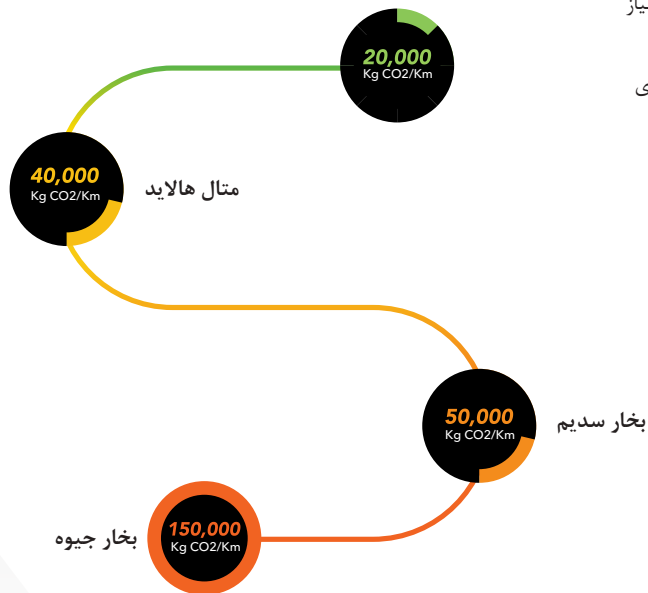 یاز
ی
20,000
Kg CO2/Km
40,000
Kg CO2/Km
متال هالاید
50,000
Kg CO2/Km
بخار سدیم
150,000
Kg CO2/Km
بخار جیوه